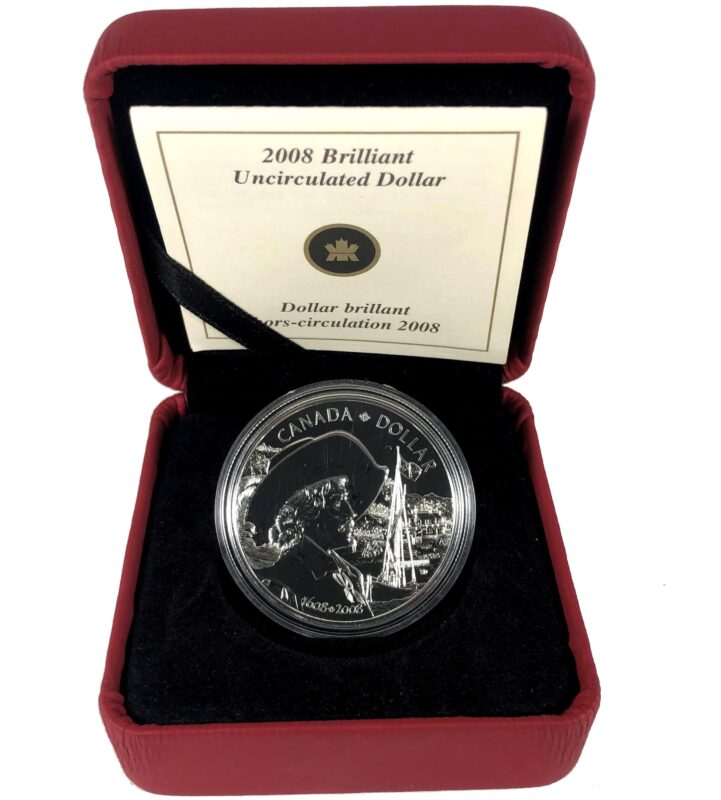 2008 Brilliant
Uncirculated Dollar
Dollar brillant
hors-circulation 2008
CANADA DOLLAR
1608 2008